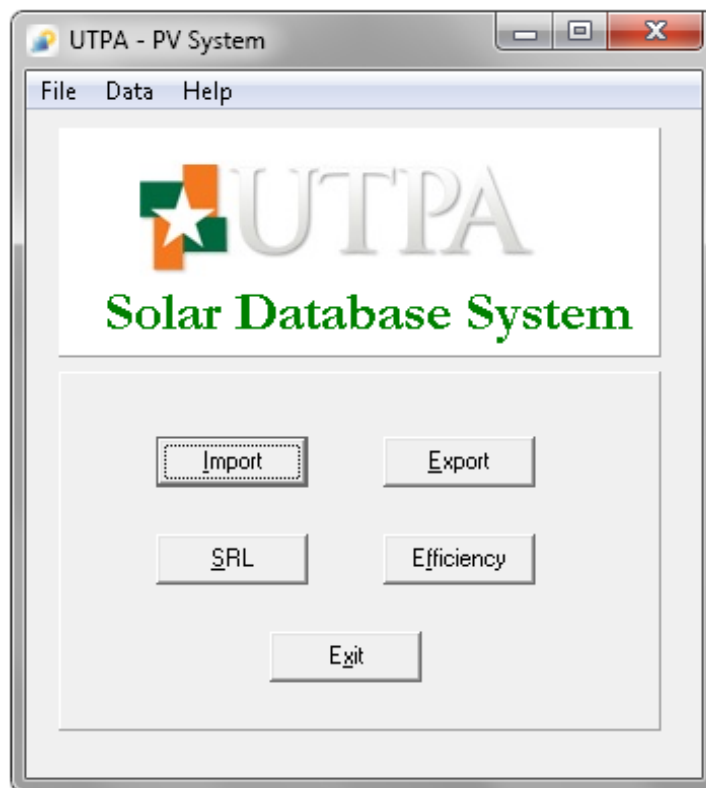 UTPA - PV System
File Data Help
UTPA
Solar Database System
Import Export
SRL Efficiency
Exit